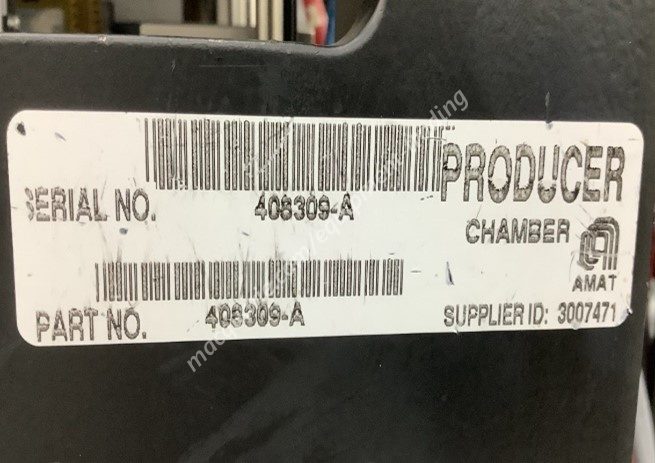 PRODUCER
SERIAL NO. 408309-A
CHAMBER
AMAT
PART NO. 408309-A
SUPPLIER ID: 3007471